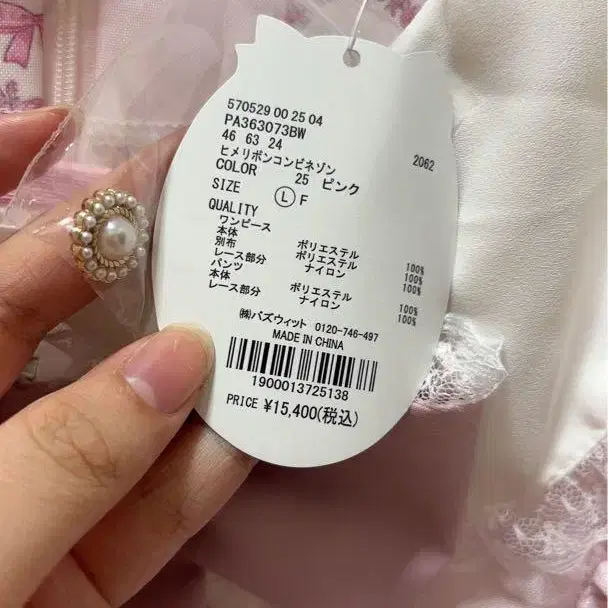 570529 00 25 04
PA363073BW
46 63 24 2062
ヒメリボンコンビネゾン
COLOR 25 ピンク
SIZE Ⓛ F
QUALITY
ワンピース
本体 ポリエステル 100%
別布 ポリエステル 100%
レース部分 ナイロン 100%
パンツ
本体 ポリエステル 100%
レース部分 ナイロン 100%
㈱バズウィット 0120-746-497
MADE IN CHINA
1900013725138
PRICE ¥15,400(税込)